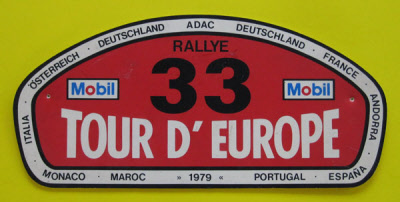 ITALIA · ÖSTERREICH · DEUTSCHLAND ADAC DEUTSCHLAND · FRANCE · ANDORRA
RALLYE
33
Mobil Mobil
TOUR D' EUROPE
MONACO · MAROC » 1979 « PORTUGAL · ESPAÑA